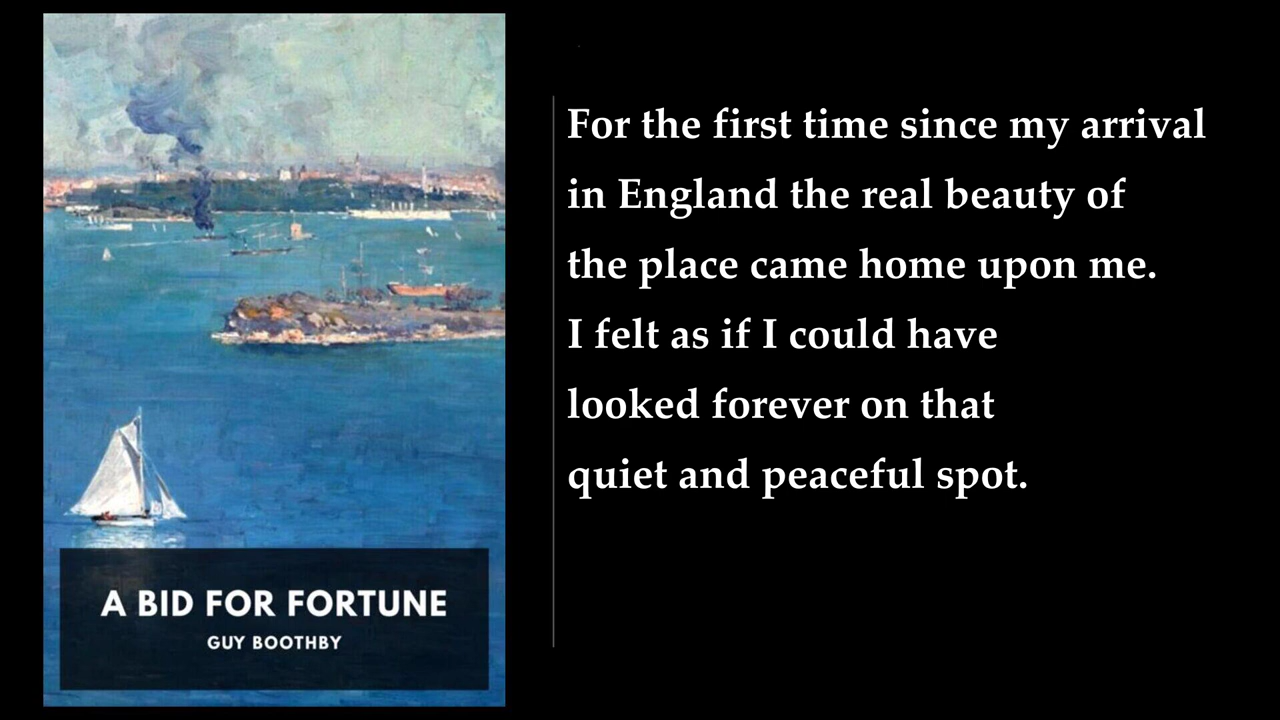 A BID FOR FORTUNE
GUY BOOTHBY
For the first time since my arrival
in England the real beauty of
the place came home upon me.
I felt as if I could have
looked forever on that
quiet and peaceful spot.